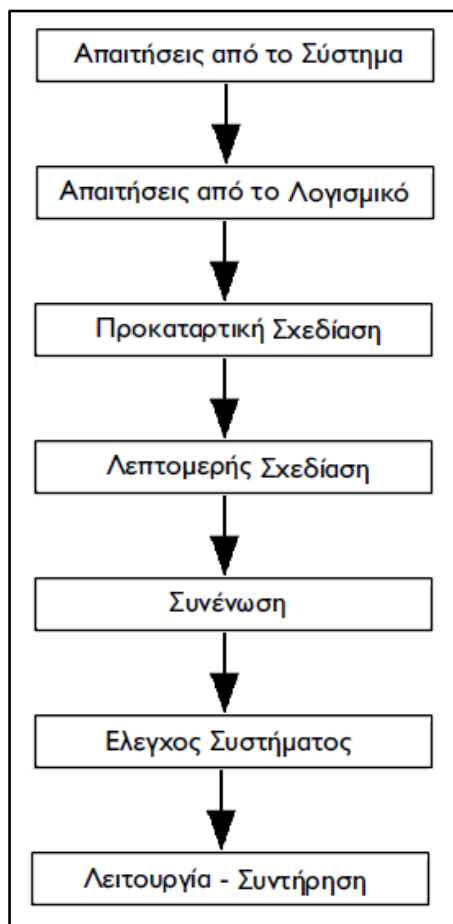 Απαιτήσεις από το Σύστημα
Απαιτήσεις από το Λογισμικό
Προκαταρτική Σχεδίαση
Λεπτομερής Σχεδίαση
Συνένωση
Ελεγχος Συστήματος
Λειτουργία - Συντήρηση